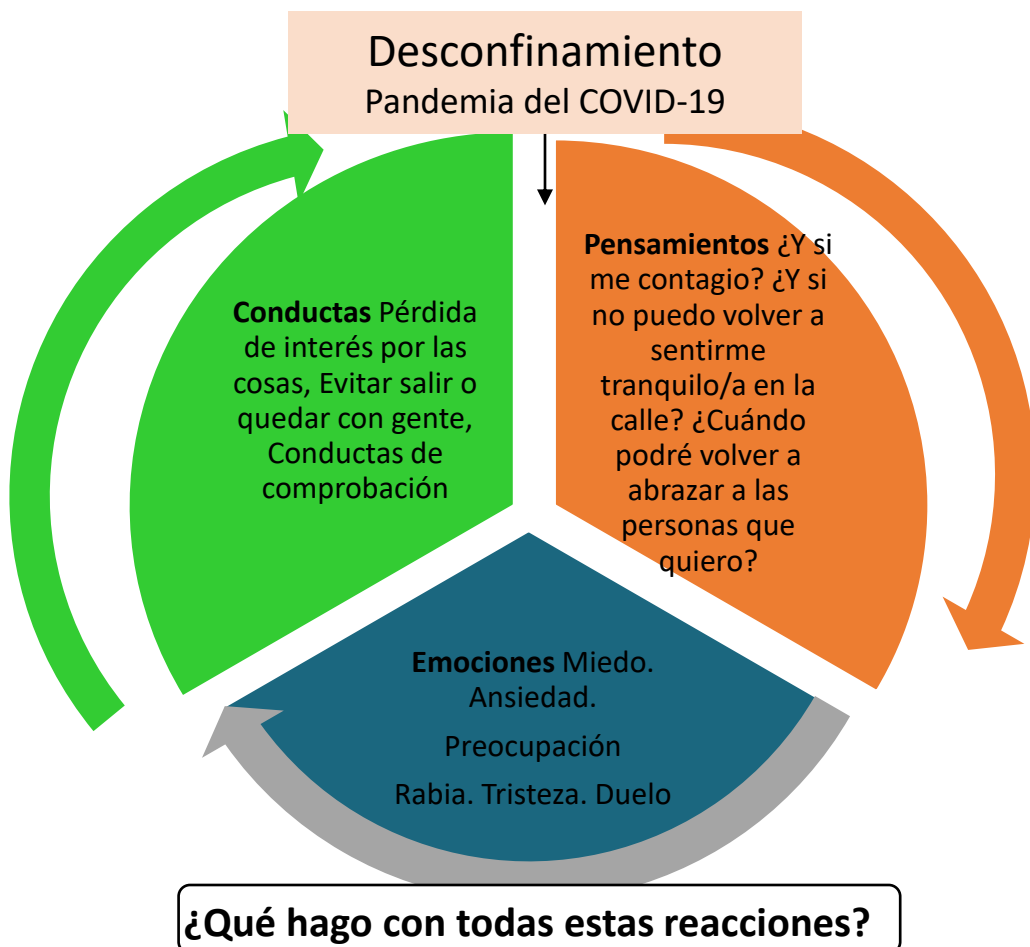 Desconfinamiento
Pandemia del COVID-19
Pensamientos ¿Y si
me contagio? ¿Y si
no puedo volver a
sentirme
tranquilo/a en la
calle? ¿Cuándo
podré volver a
abrazar a las
personas que
quiero?
Conductas Pérdida
de interés por las
cosas, Evitar salir o
quedar con gente,
Conductas de
comprobación
Emociones Miedo.
Ansiedad.
Preocupación
Rabia. Tristeza. Duelo
¿Qué hago con todas estas reacciones?